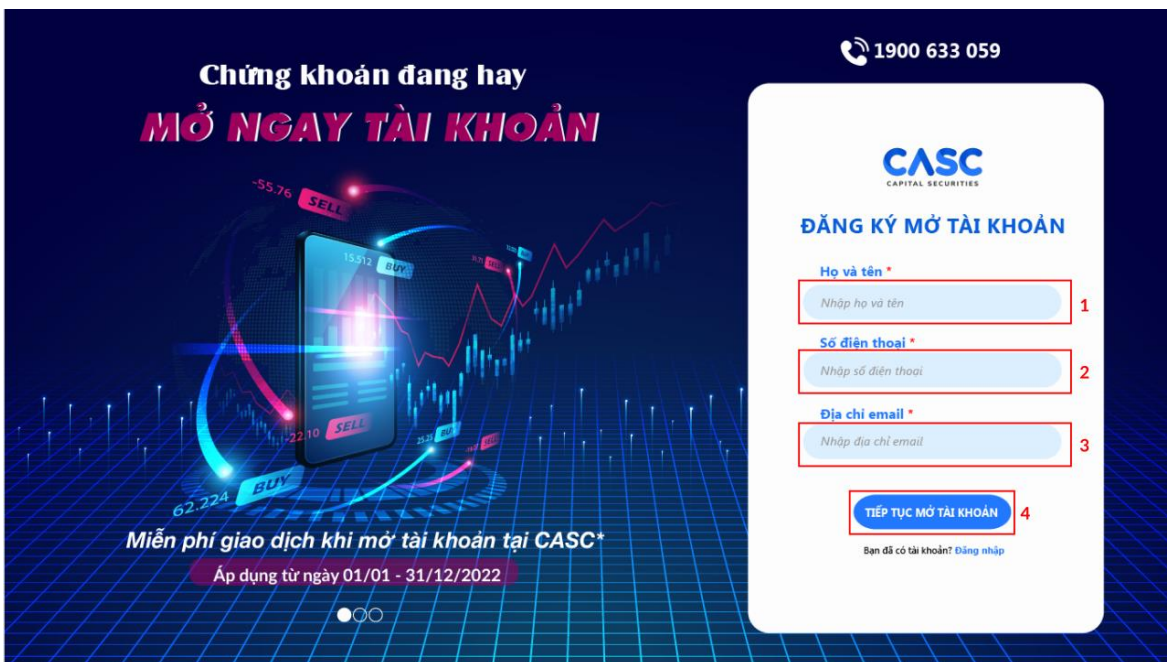 Chứng khoán đang hay
MỞ NGAY TÀI KHOẢN
-55.76 SELL
15.512 BUY
-22.10 SELL
25.25 BUY
SELL
62.224 BUY
Miễn phí giao dịch khi mở tài khoản tại CASC*
Áp dụng từ ngày 01/01 - 31/12/2022
1900 633 059
CASC
CAPITAL SECURITIES
ĐĂNG KÝ MỞ TÀI KHOẢN
Họ và tên *
Nhập họ và tên
1
Số điện thoại *
Nhập số điện thoại
2
Địa chỉ email *
Nhập địa chỉ email
3
TIẾP TỤC MỞ TÀI KHOẢN
4
Bạn đã có tài khoản? Đăng nhập